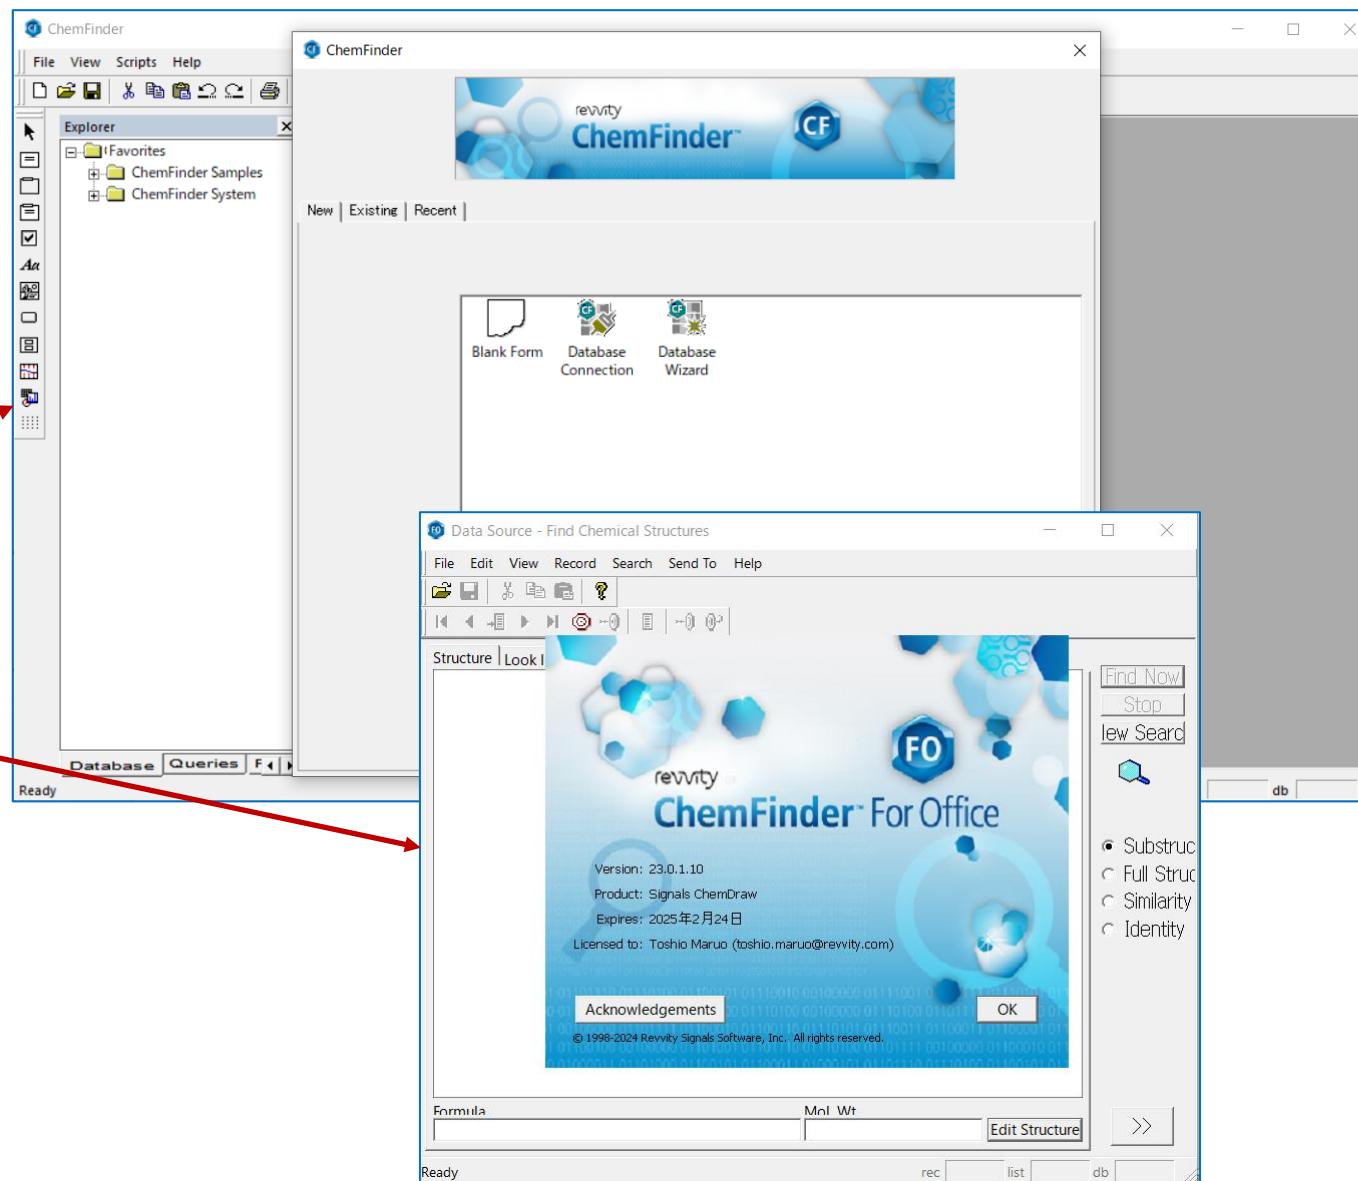 ChemFinder
File View Scripts Help
Explorer
Favorites
ChemFinder Samples
ChemFinder System
Aa
Database Queries F
Ready
db
ChemFinder
revvity
ChemFinder™
CF
New Existing Recent
Blank Form
Database Connection
Database Wizard
Data Source - Find Chemical Structures
File Edit View Record Search Send To Help
Structure Look I
Find Now
Stop
lew Searc
Substruc
Full Struc
Similarity
Identity
FO
revvity
ChemFinder™ For Office
Version: 23.0.1.10
Product: Signals ChemDraw
Expires: 2025年2月24日
Licensed to: Toshio Maruo (toshio.maruo@revvity.com)
Acknowledgements OK
© 1998-2024 Revvity Signals Software, Inc. All rights reserved.
Formula Mol. Wt
Edit Structure >>
Ready rec list db